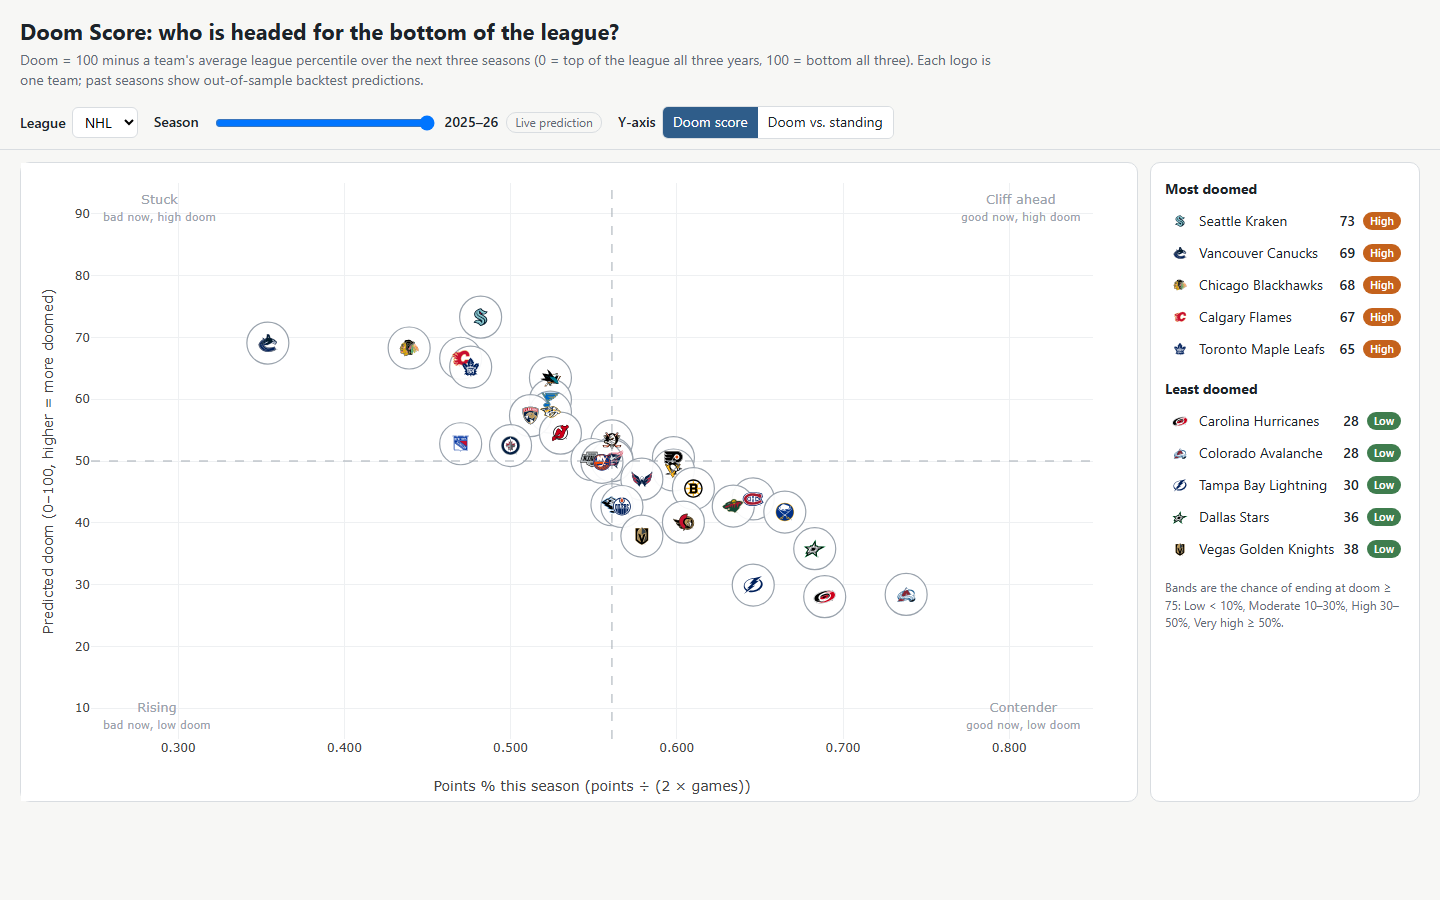 Doom Score: who is headed for the bottom of the league?
Doom = 100 minus a team's average league percentile over the next three seasons (0 = top of the league all three years, 100 = bottom all three). Each logo is
one team; past seasons show out-of-sample backtest predictions.
League NHL Season 2025–26 Live prediction Y-axis Doom score Doom vs. standing
Stuck
bad now, high doom
Cliff ahead
good now, high doom
90
80
70
60
50
40
30
20
10
Predicted doom (0–100, higher = more doomed)
Rising
bad now, low doom
Contender
good now, low doom
0.300 0.400 0.500 0.600 0.700 0.800
Points % this season (points ÷ (2 × games))
Most doomed
Seattle Kraken 73 High
Vancouver Canucks 69 High
Chicago Blackhawks 68 High
Calgary Flames 67 High
Toronto Maple Leafs 65 High
Least doomed
Carolina Hurricanes 28 Low
Colorado Avalanche 28 Low
Tampa Bay Lightning 30 Low
Dallas Stars 36 Low
Vegas Golden Knights 38 Low
Bands are the chance of ending at doom ≥
75: Low < 10%, Moderate 10–30%, High 30–
50%, Very high ≥ 50%.